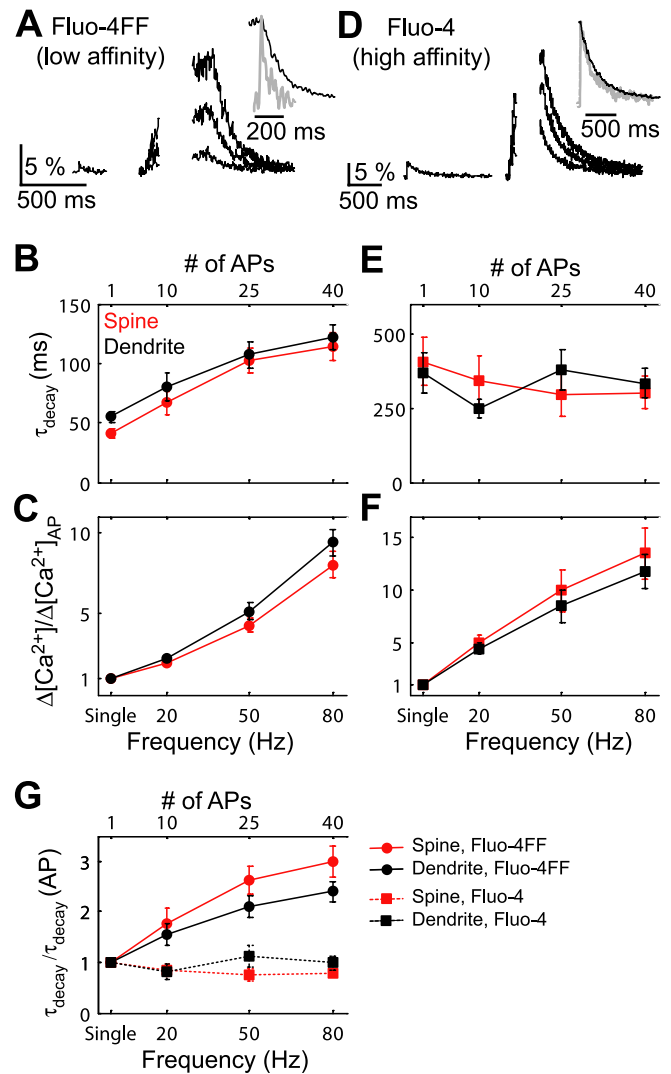 A Fluo-4FF
(low affinity)
200 ms
5 %
500 ms
D Fluo-4
(high affinity)
500 ms
5 %
500 ms
B # of APs
1 10 25 40
150
100
50
0
τdecay (ms)
Spine
Dendrite
E # of APs
1 10 25 40
500
250
0
C
10
5
1
Δ[Ca2+]/Δ[Ca2+]AP
Single 20 50 80
Frequency (Hz)
F
15
10
5
1
Single 20 50 80
Frequency (Hz)
G # of APs
1 10 25 40
3
2
1
0
τdecay/τdecay (AP)
Single 20 50 80
Frequency (Hz)
Spine, Fluo-4FF
Dendrite, Fluo-4FF
Spine, Fluo-4
Dendrite, Fluo-4